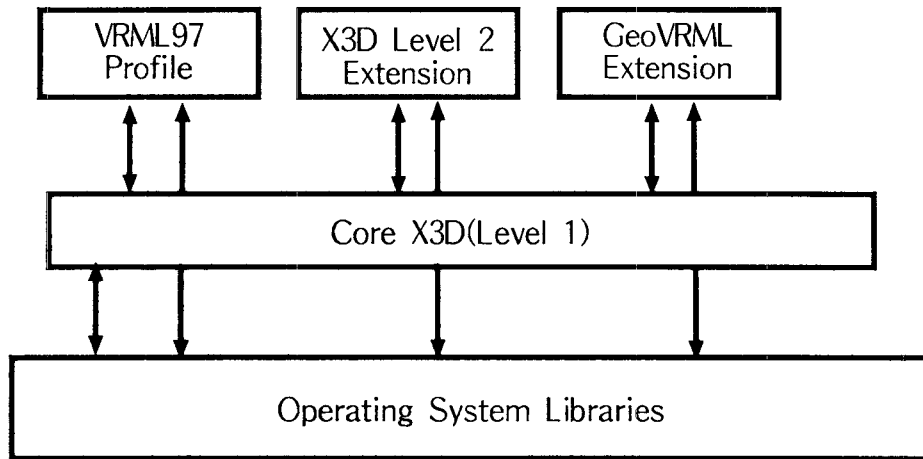 VRML97
Profile
X3D Level 2
Extension
GeoVRML
Extension
Core X3D(Level 1)
Operating System Libraries